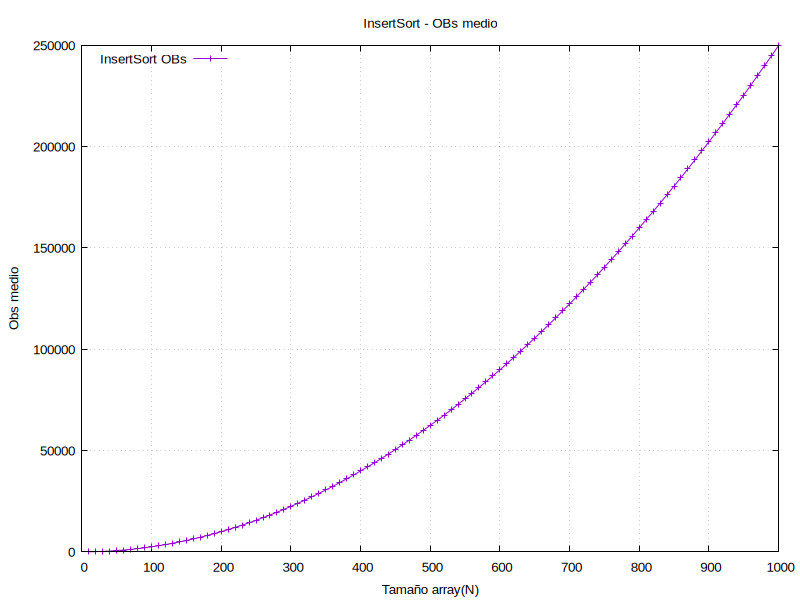 InsertSort - OBs medio
InsertSort OBs
250000
200000
150000
100000
50000
0
Obs medio
0 100 200 300 400 500 600 700 800 900 1000
Tamaño array(N)